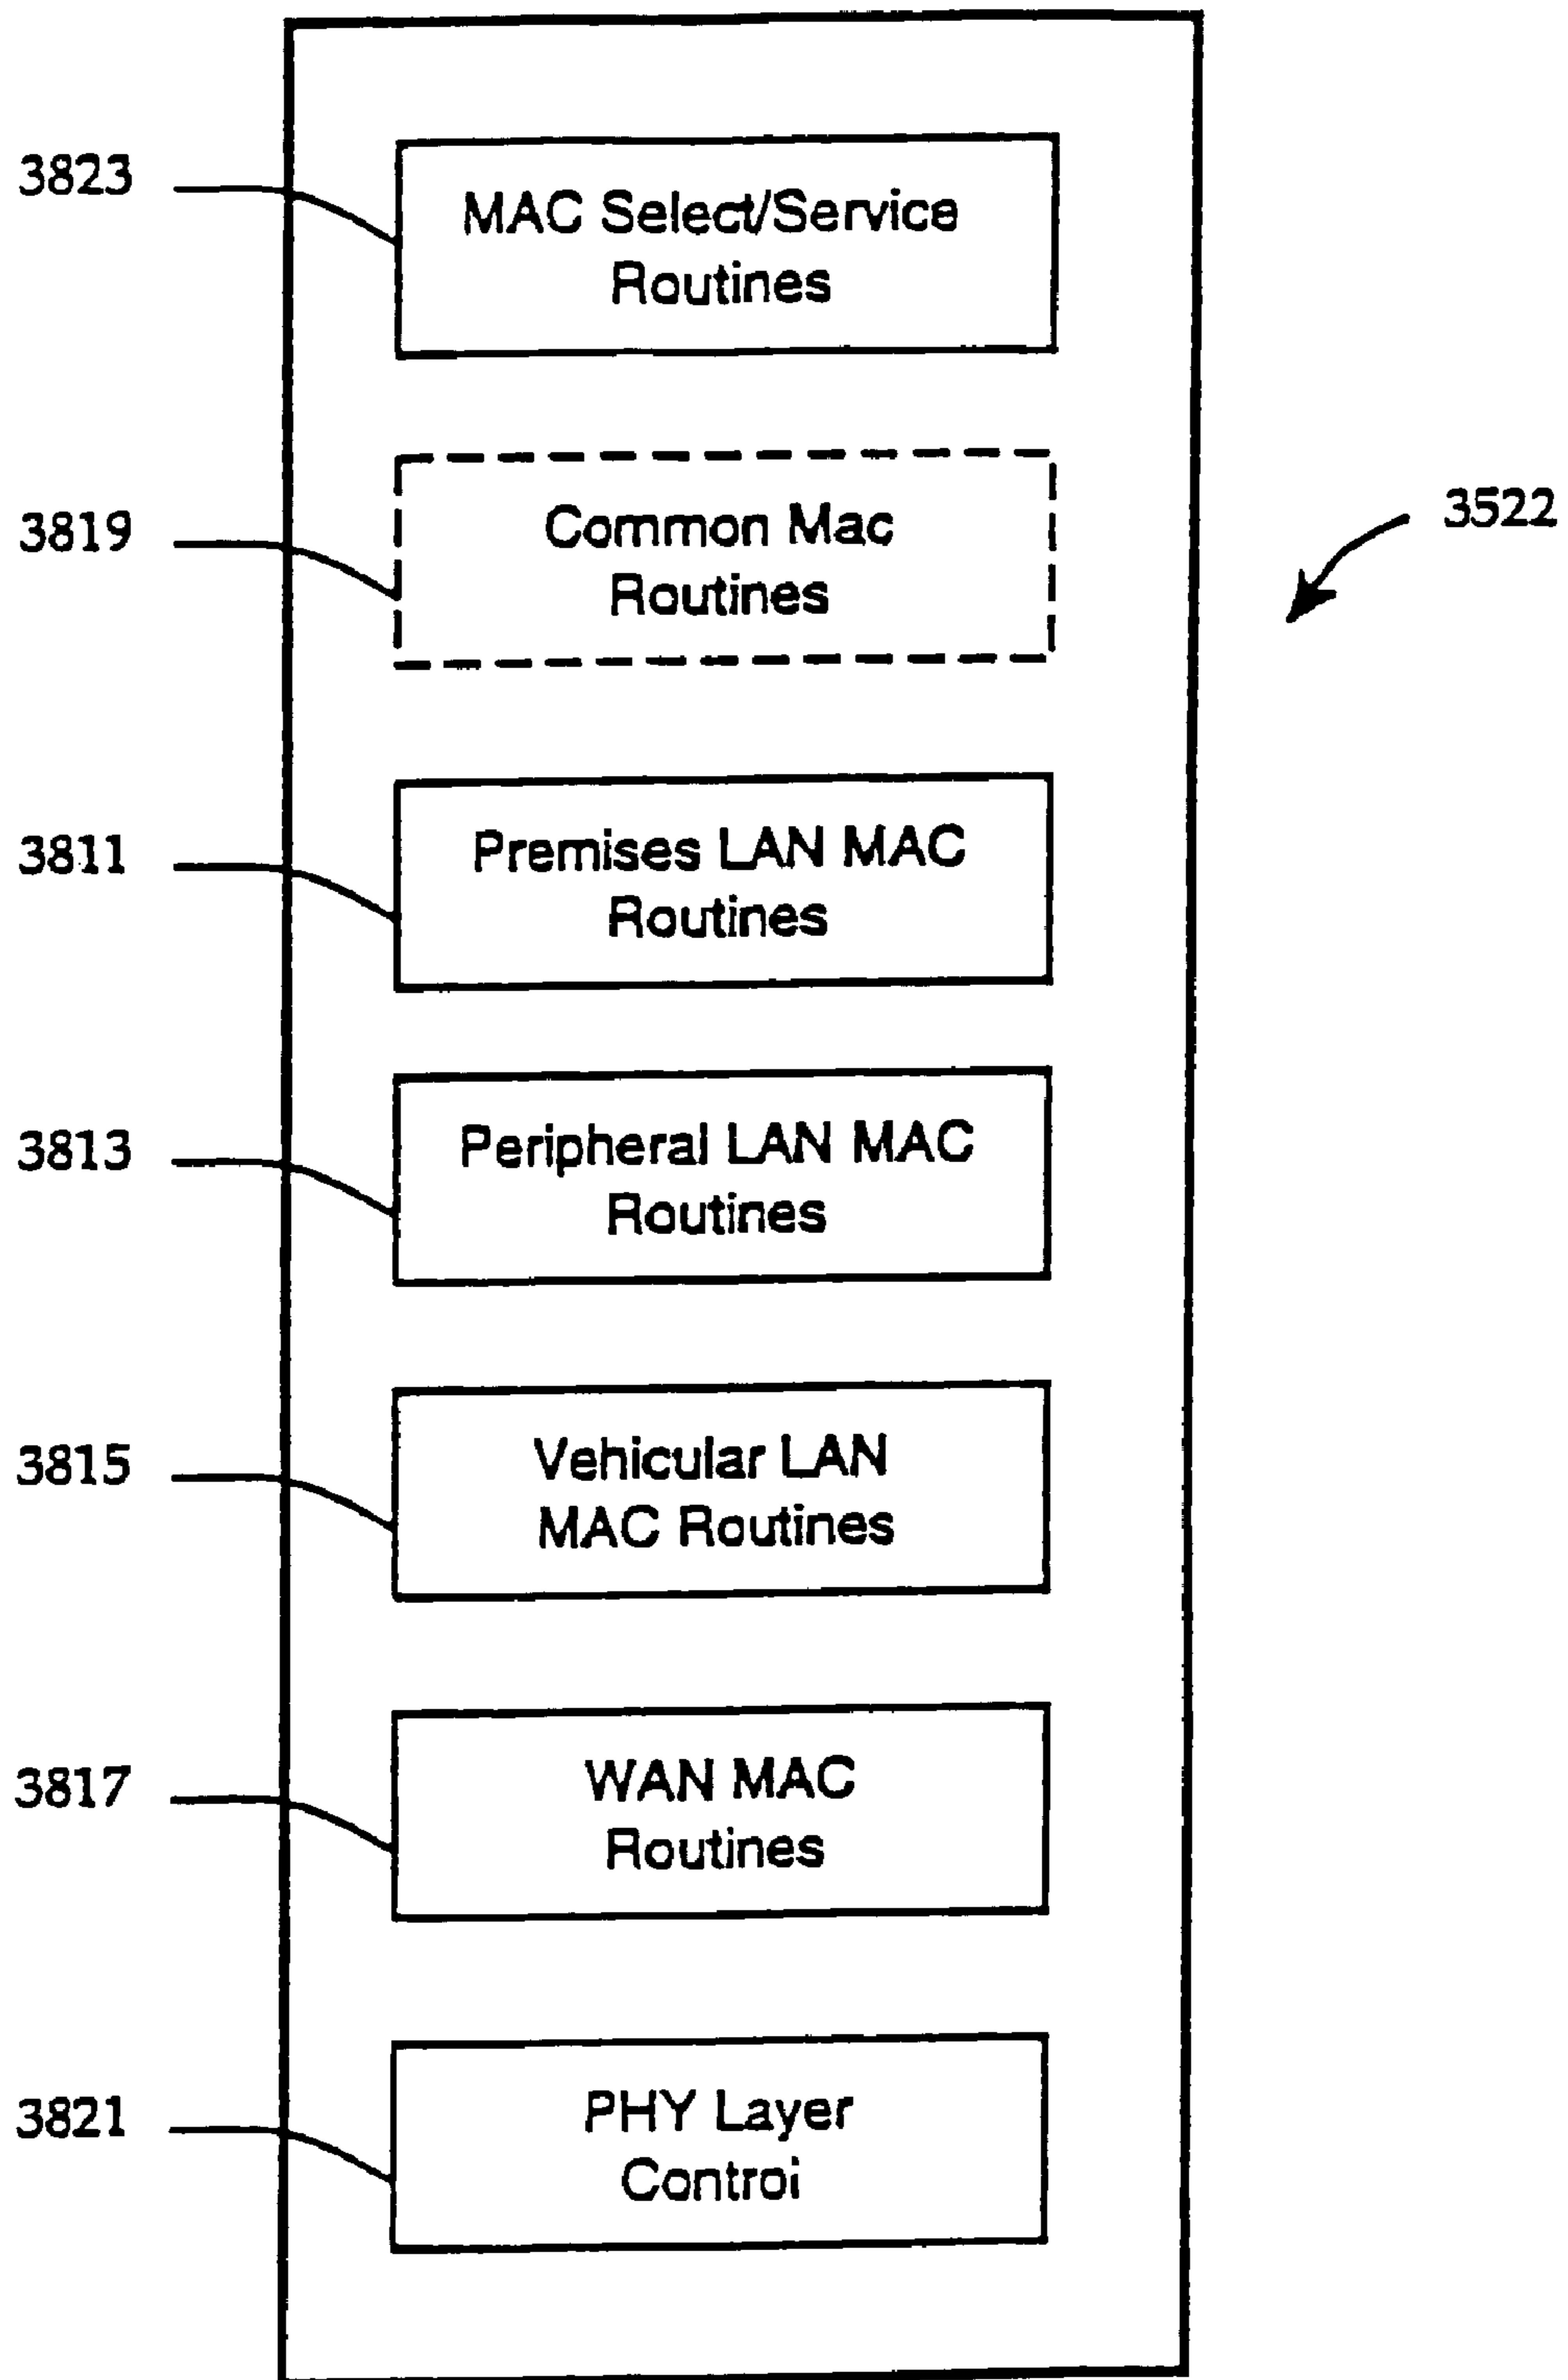 3823
MAC Select/Service
Routines
3819
Common Mac
Routines
3522
3811
Premises LAN MAC
Routines
3813
Peripheral LAN MAC
Routines
3815
Vehicular LAN
MAC Routines
3817
WAN MAC
Routines
3821
PHY Layer
Control